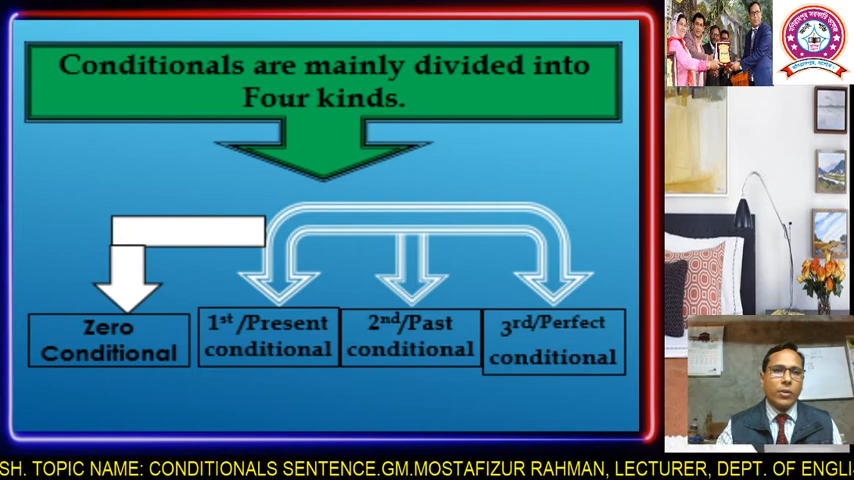 Conditionals are mainly divided into
Four kinds.
Zero
Conditional
1st/Present
conditional
2nd/Past
conditional
3rd/Perfect
conditional
SH. TOPIC NAME: CONDITIONALS SENTENCE.GM.MOSTAFIZUR RAHMAN, LECTURER, DEPT. OF ENGLI